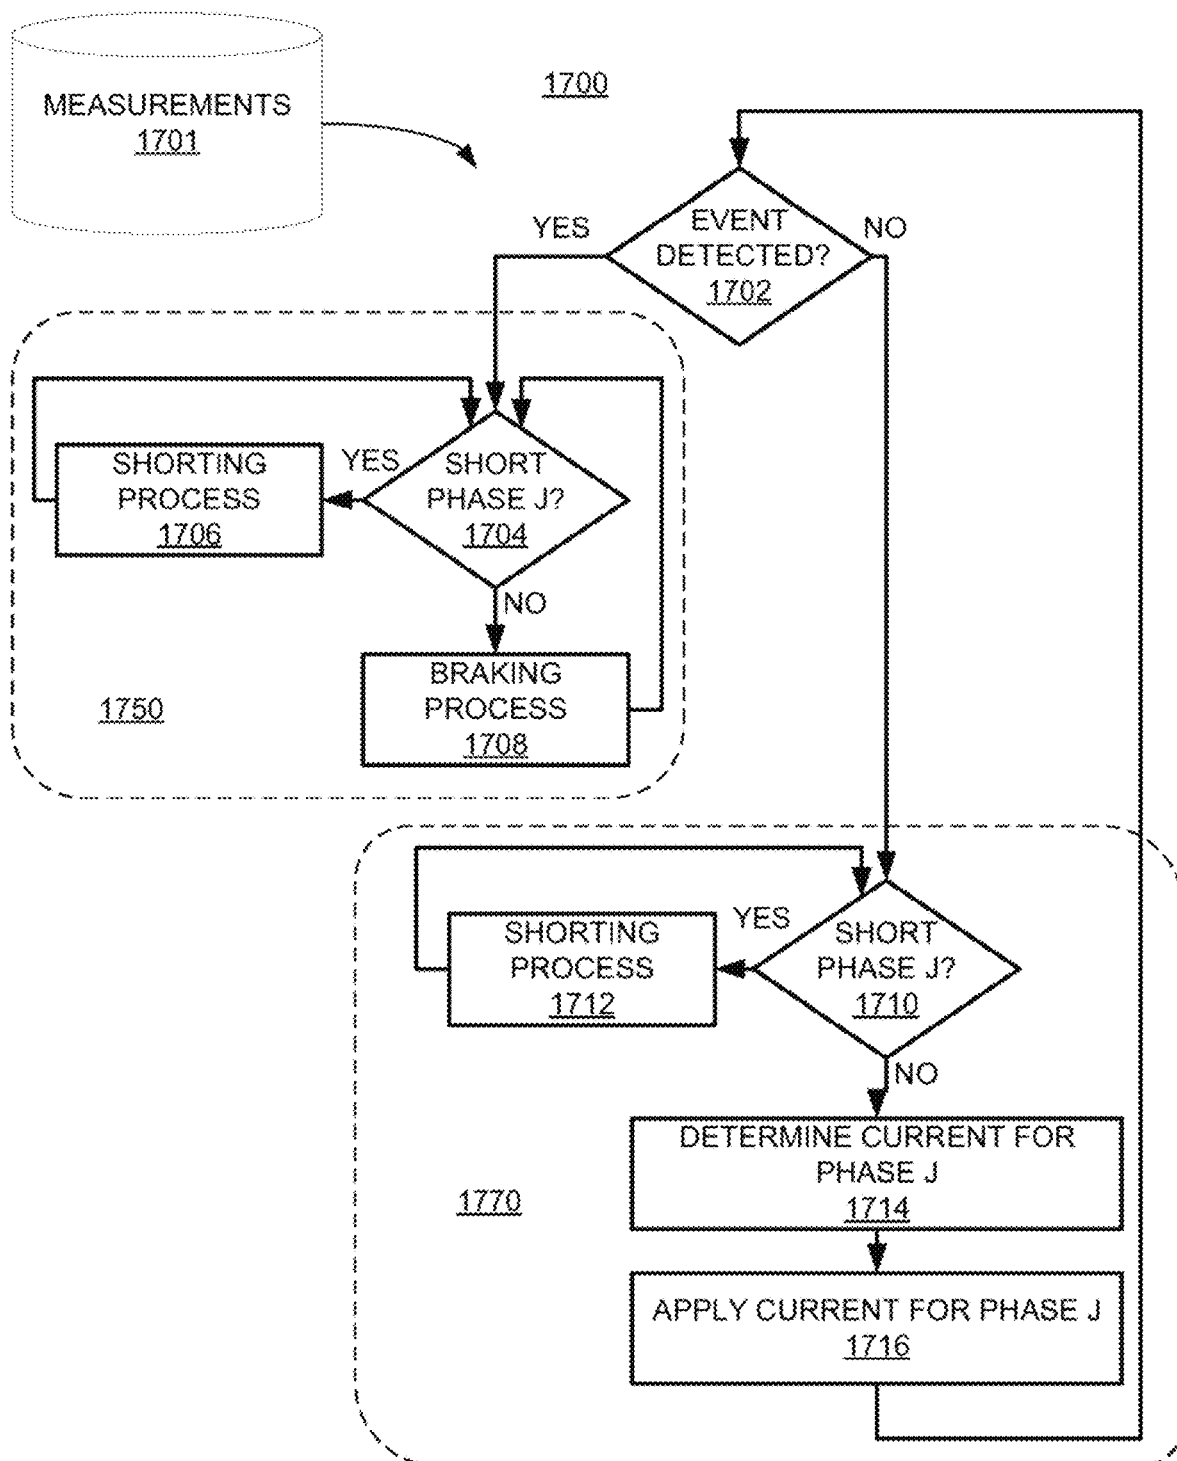 MEASUREMENTS
1701
1700
EVENT
DETECTED?
1702
YES
NO
SHORTING
PROCESS
1706
YES
SHORT
PHASE J?
1704
NO
BRAKING
PROCESS
1708
1750
SHORTING
PROCESS
1712
YES
SHORT
PHASE J?
1710
NO
DETERMINE CURRENT FOR
PHASE J
1714
1770
APPLY CURRENT FOR PHASE J
1716